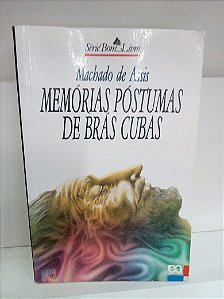 Série Bom Livro
Machado de Assis
MEMÓRIAS PÓSTUMAS
DE BRÁS CUBAS